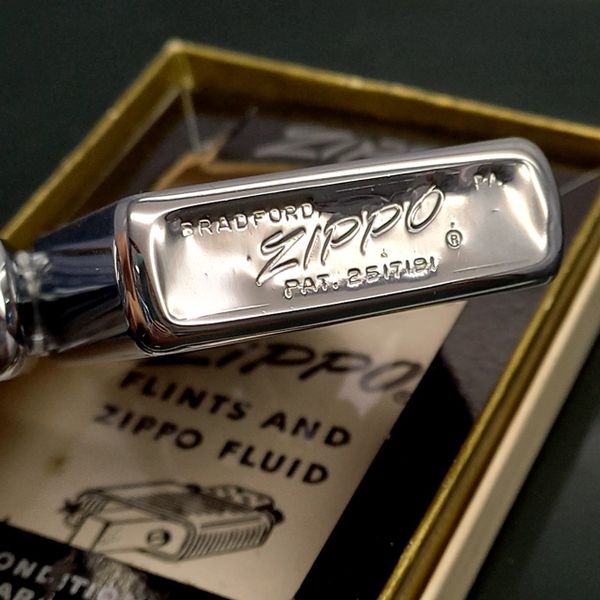 BRADFORD, PA.
ZIPPO ®
PAT. 2517191
ZIPPO
FLINTS AND
ZIPPO FLUID